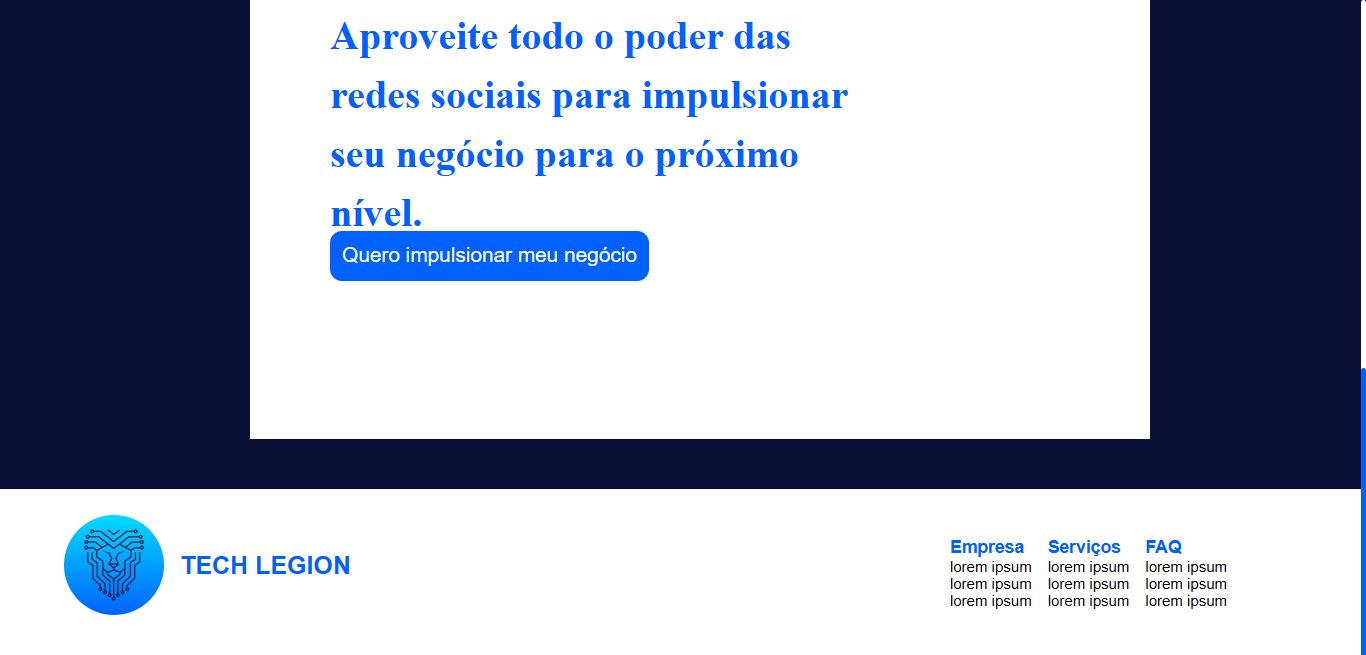 Aproveite todo o poder das
redes sociais para impulsionar
seu negócio para o próximo
nível.
Quero impulsionar meu negócio
TECH LEGION
Empresa
lorem ipsum
lorem ipsum
lorem ipsum
Serviços
lorem ipsum
lorem ipsum
lorem ipsum
FAQ
lorem ipsum
lorem ipsum
lorem ipsum